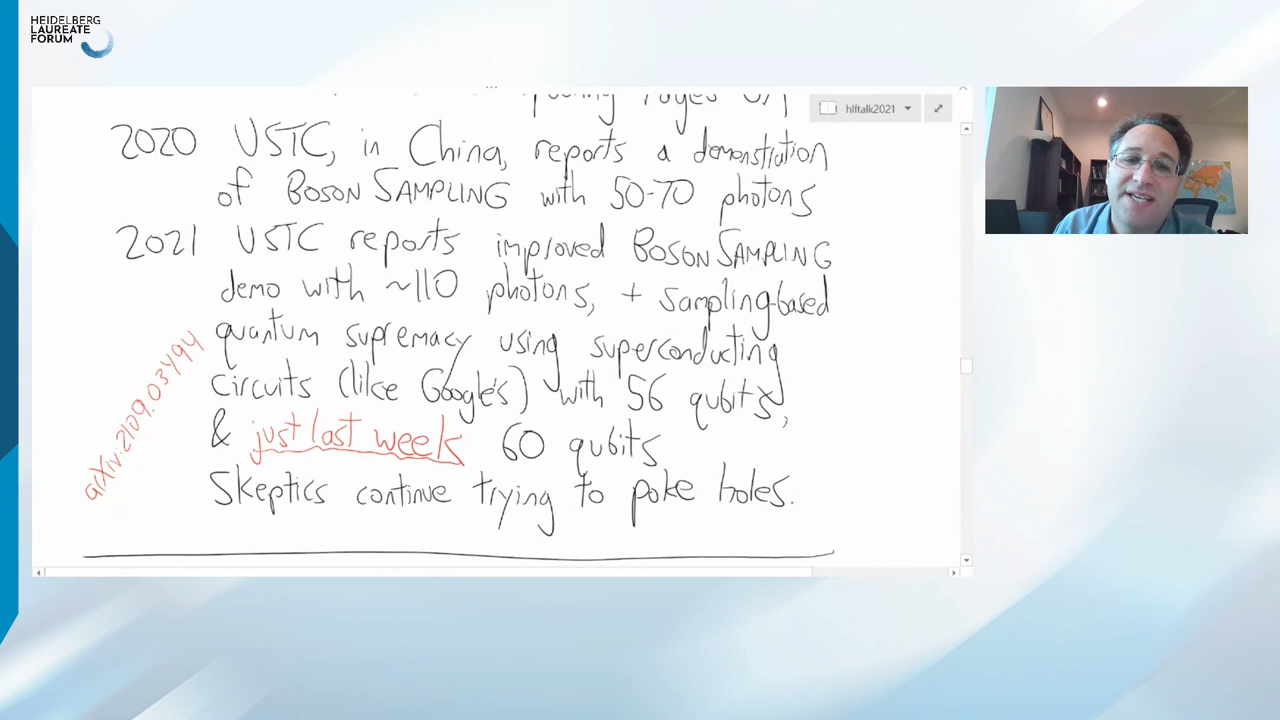 HEIDELBERG
LAUREATE
FORUM
hlftalk2021
2020 USTC, in China, reports a demonstration
of BOSONSAMPLING with 50-70 photons
2021 USTC reports improved BOSONSAMPLING
demo with ~110 photons, + sampling-based
quantum supremacy using superconducting
circuits (like Google's) with 56 qubits,
& just last week 60 qubits
Skeptics continue trying to poke holes.
arXiv:2109.03494